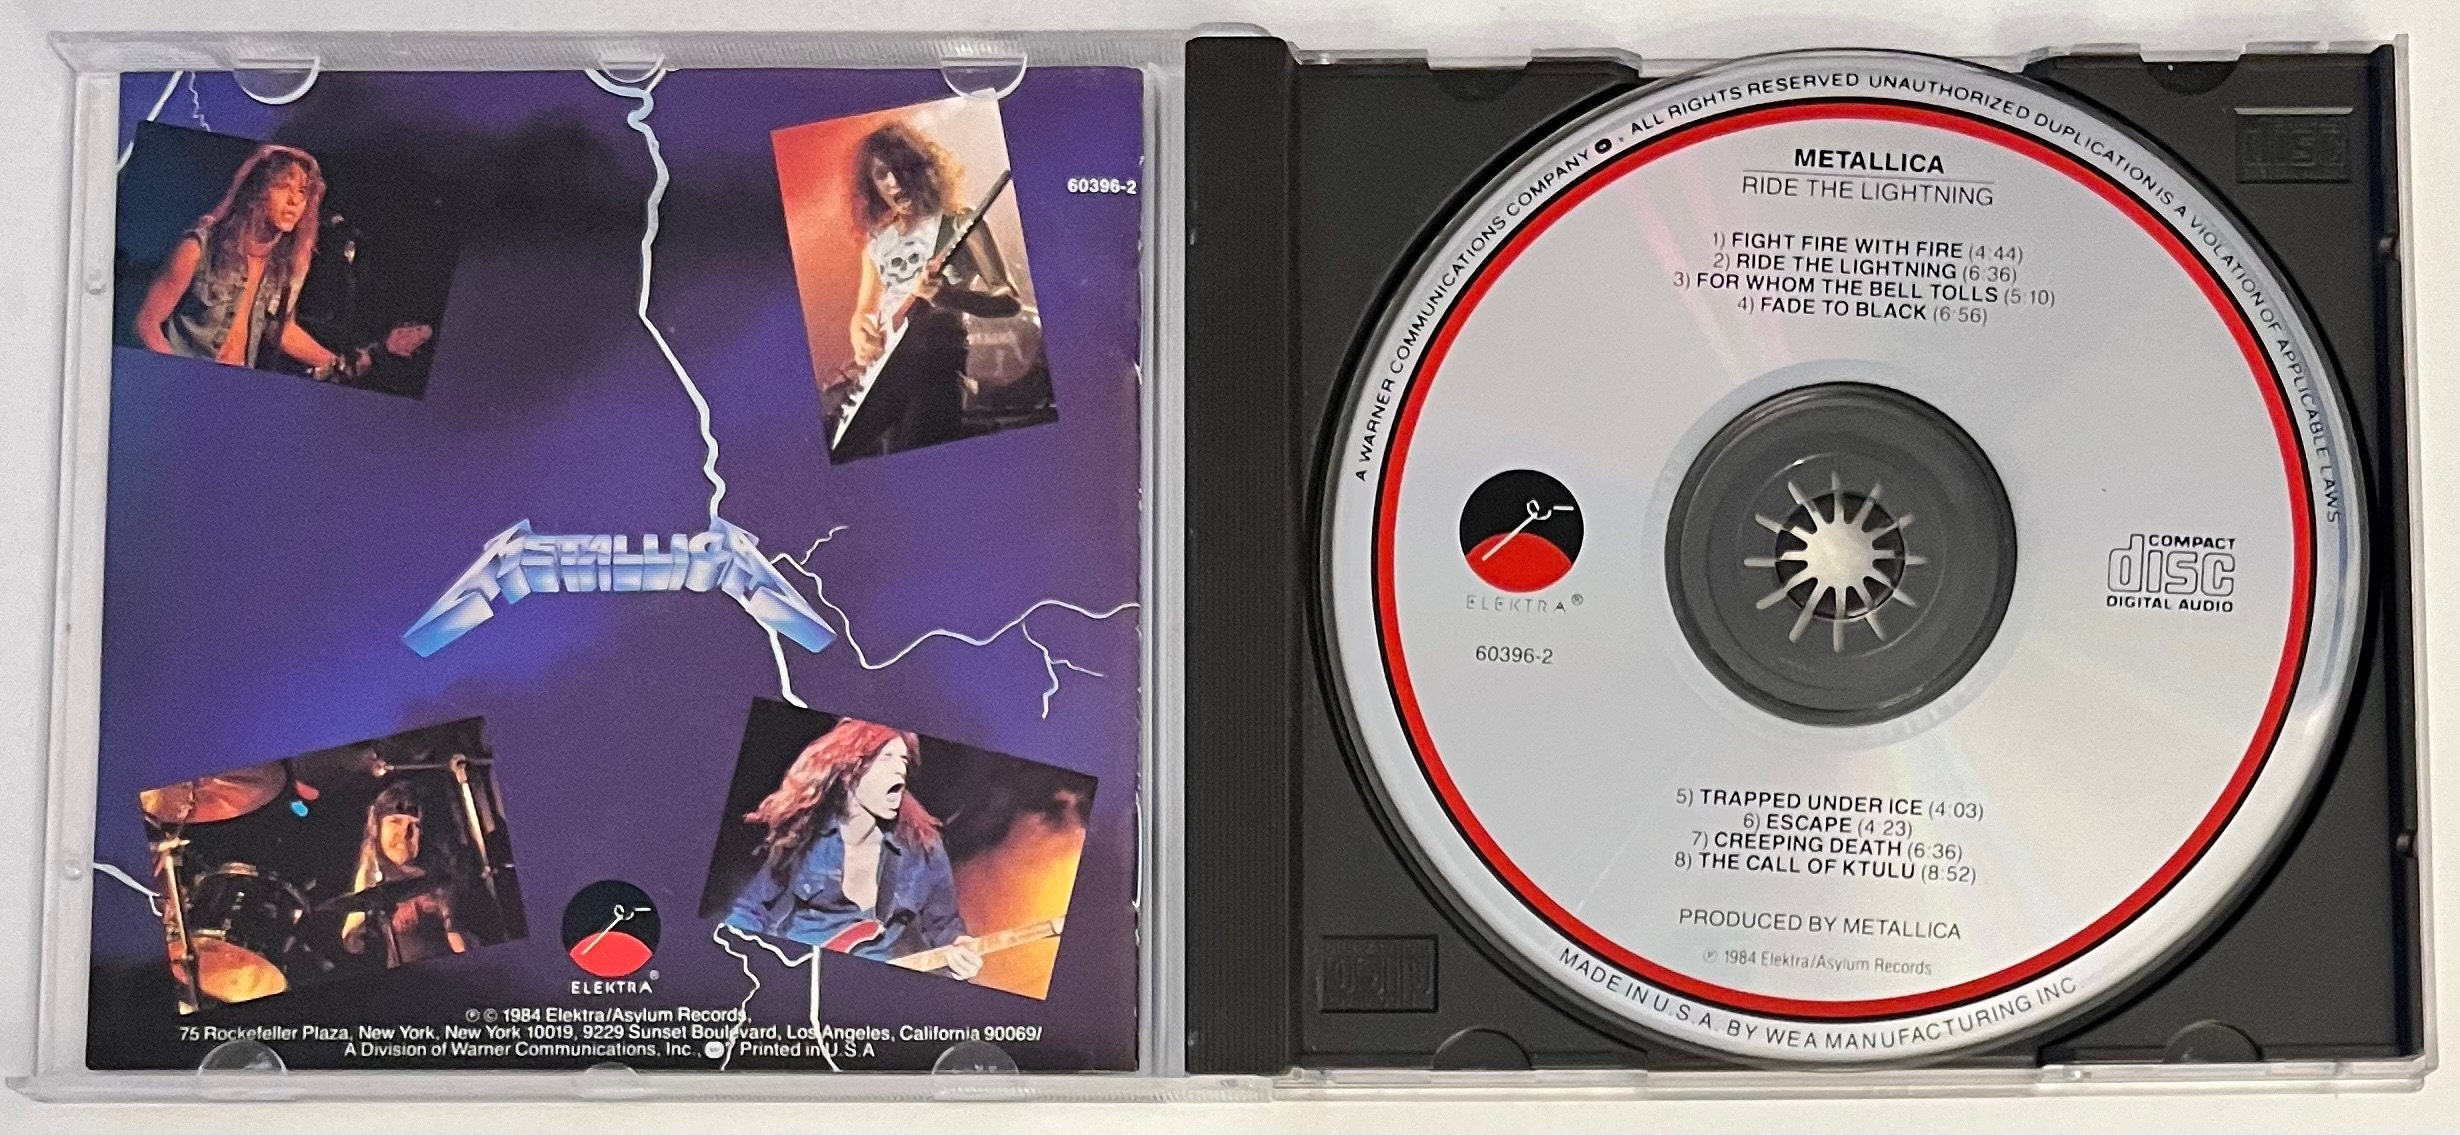 60396-2
METALLICA
ELEKTRA®
℗ © 1984 Elektra/Asylum Records,
75 Rockefeller Plaza, New York, New York 10019, 9229 Sunset Boulevard, Los Angeles, California 90069/
A Division of Warner Communications, Inc., Printed in U.S.A
A WARNER COMMUNICATIONS COMPANY . ALL RIGHTS RESERVED UNAUTHORIZED DUPLICATION IS A VIOLATION OF APPLICABLE LAWS
METALLICA
RIDE THE LIGHTNING
1) FIGHT FIRE WITH FIRE (4:44)
2) RIDE THE LIGHTNING (6:36)
3) FOR WHOM THE BELL TOLLS (5:10)
4) FADE TO BLACK (6:56)
ELEKTRA®
60396-2
COMPACT
disc
DIGITAL AUDIO
5) TRAPPED UNDER ICE (4:03)
6) ESCAPE (4:23)
7) CREEPING DEATH (6:36)
8) THE CALL OF KTULU (8:52)
PRODUCED BY METALLICA
℗ 1984 Elektra/Asylum Records
MADE IN U.S.A. BY WEA MANUFACTURING INC